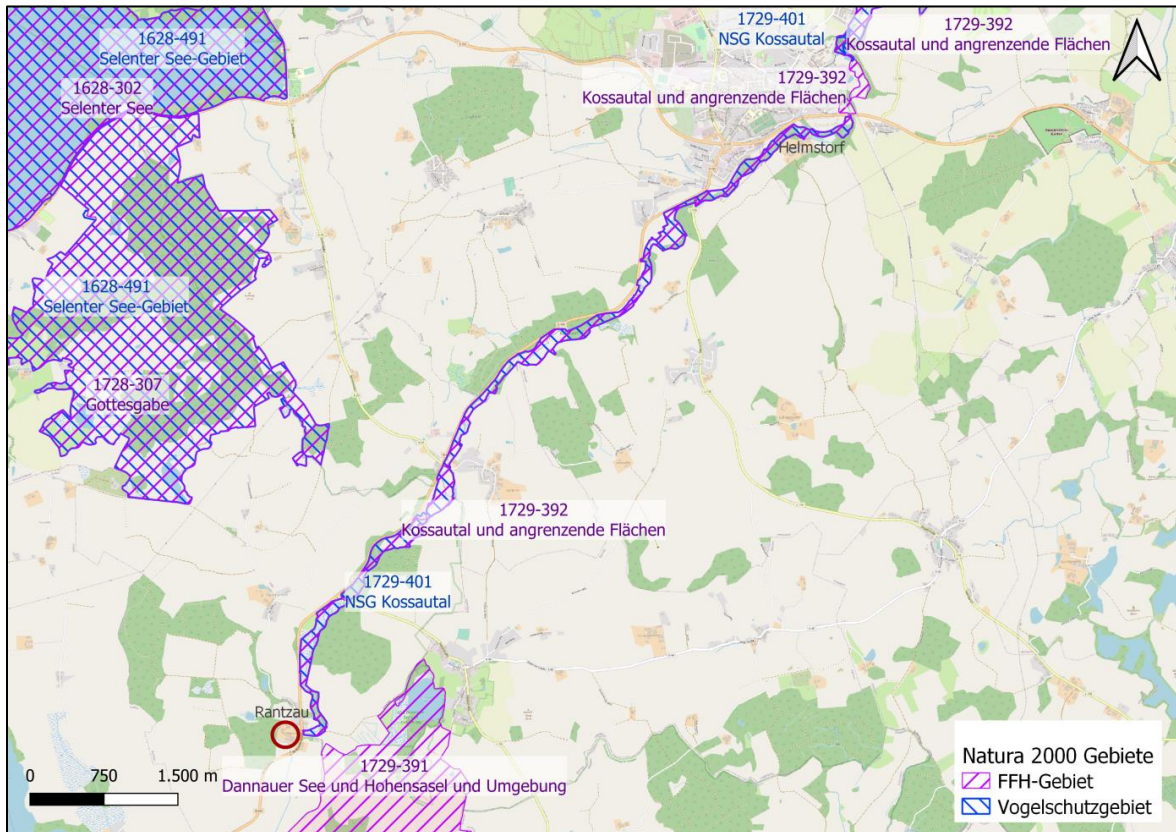 1628-491
Selenter See-Gebiet
1628-302
Selenter See
1729-401
NSG Kossautal
1729-392
Kossautal und angrenzende Flächen
1729-392
Kossautal und angrenzende Flächen
Helmstorf
1628-491
Selenter See-Gebiet
1728-307
Gottesgabe
1729-392
Kossautal und angrenzende Flächen
1729-401
NSG Kossautal
Rantzau
1729-391
Dannauer See und Hohensasel und Umgebung
0 750 1.500 m
Natura 2000 Gebiete
FFH-Gebiet
Vogelschutzgebiet